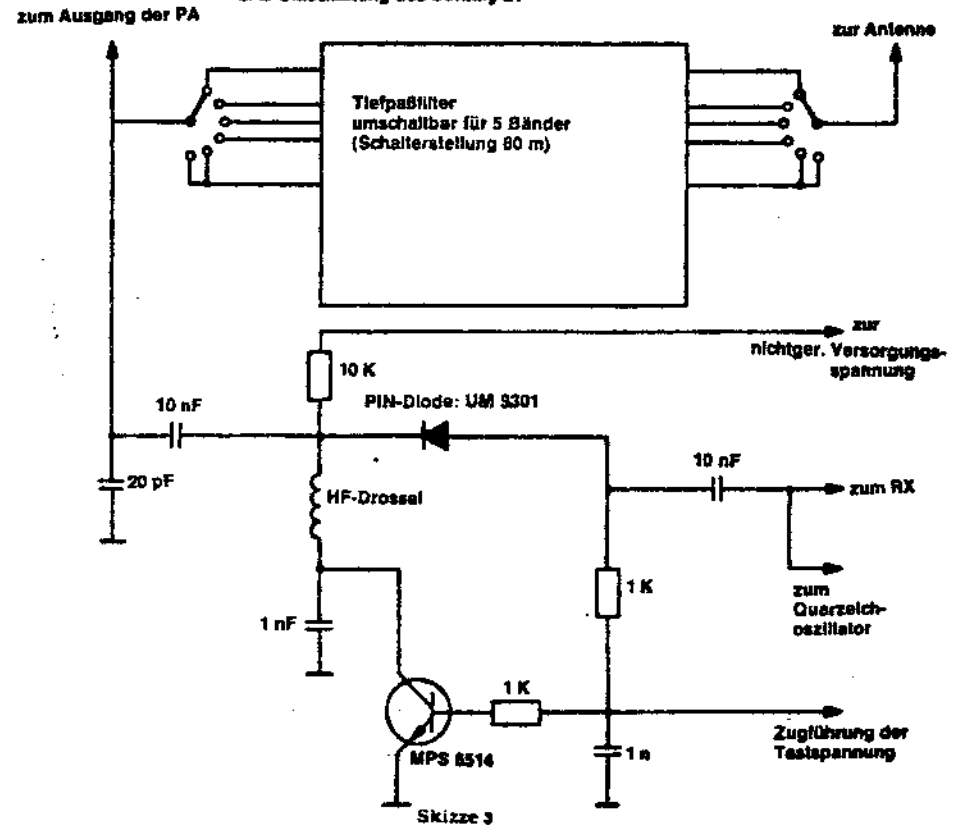 zum Ausgang der PA
zur Antenne
Tiefpaßfilter
umschaltbar für 5 Bänder
(Schalterstellung 80 m)
zur
nichtger. Versorgungs-
spannung
10 K
PIN-Diode: UM 9301
10 nF
10 nF
20 pF
HF-Drossel
zum RX
1 K
zum
Quarzeich-
oszillator
1 nF
1 K
Zugführung der
Tastspannung
1 n
MPS 6514
Skizze 3